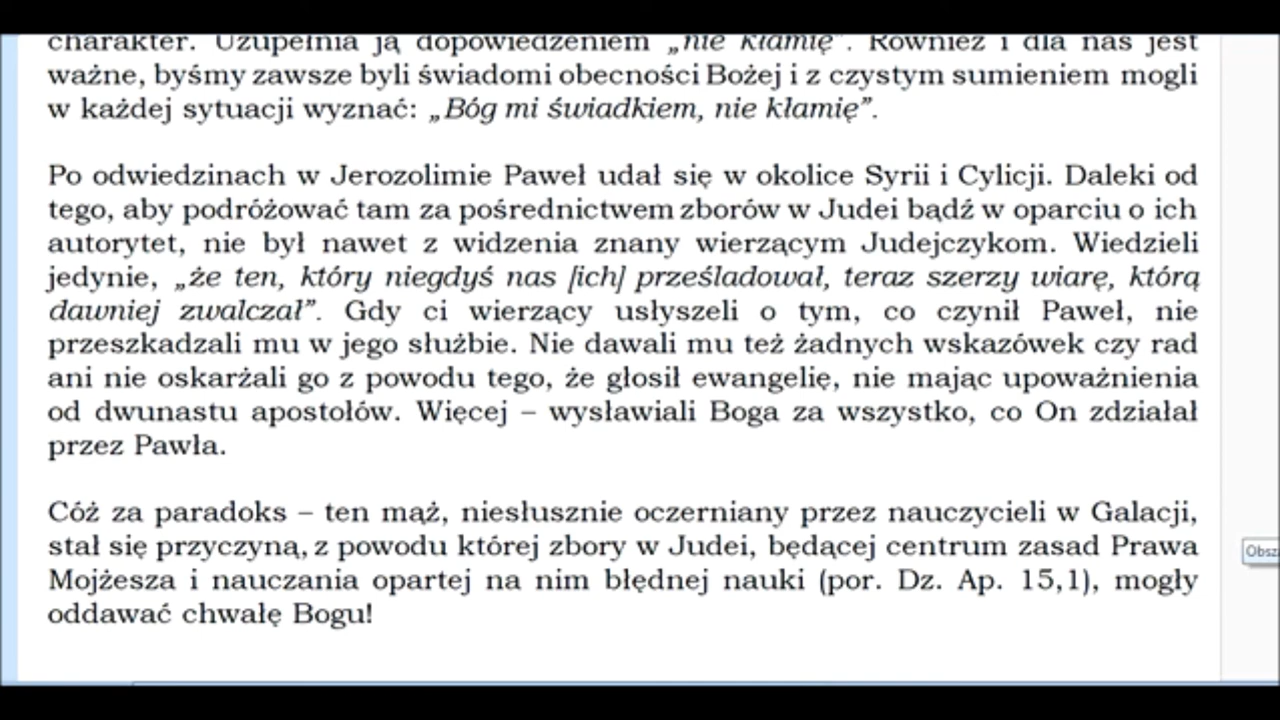 charakter. Uzupełnia ją dopowiedzeniem „nie kłamię”. Również i dla nas jest
ważne, byśmy zawsze byli świadomi obecności Bożej i z czystym sumieniem mogli
w każdej sytuacji wyznać: „Bóg mi świadkiem, nie kłamię”.
Po odwiedzinach w Jerozolimie Paweł udał się w okolice Syrii i Cylicji. Daleki od
tego, aby podróżować tam za pośrednictwem zborów w Judei bądź w oparciu o ich
autorytet, nie był nawet z widzenia znany wierzącym Judejczykom. Wiedzieli
jedynie, „że ten, który niegdyś nas [ich] prześladował, teraz szerzy wiarę, którą
dawniej zwalczał”. Gdy ci wierzący usłyszeli o tym, co czynił Paweł, nie
przeszkadzali mu w jego służbie. Nie dawali mu też żadnych wskazówek czy rad
ani nie oskarżali go z powodu tego, że głosił ewangelię, nie mając upoważnienia
od dwunastu apostołów. Więcej – wysławiali Boga za wszystko, co On zdziałał
przez Pawła.
Cóż za paradoks – ten mąż, niesłusznie oczerniany przez nauczycieli w Galacji,
stał się przyczyną, z powodu której zbory w Judei, będącej centrum zasad Prawa
Mojżesza i nauczania opartej na nim błędnej nauki (por. Dz. Ap. 15,1), mogły
oddawać chwałę Bogu!
Obsz